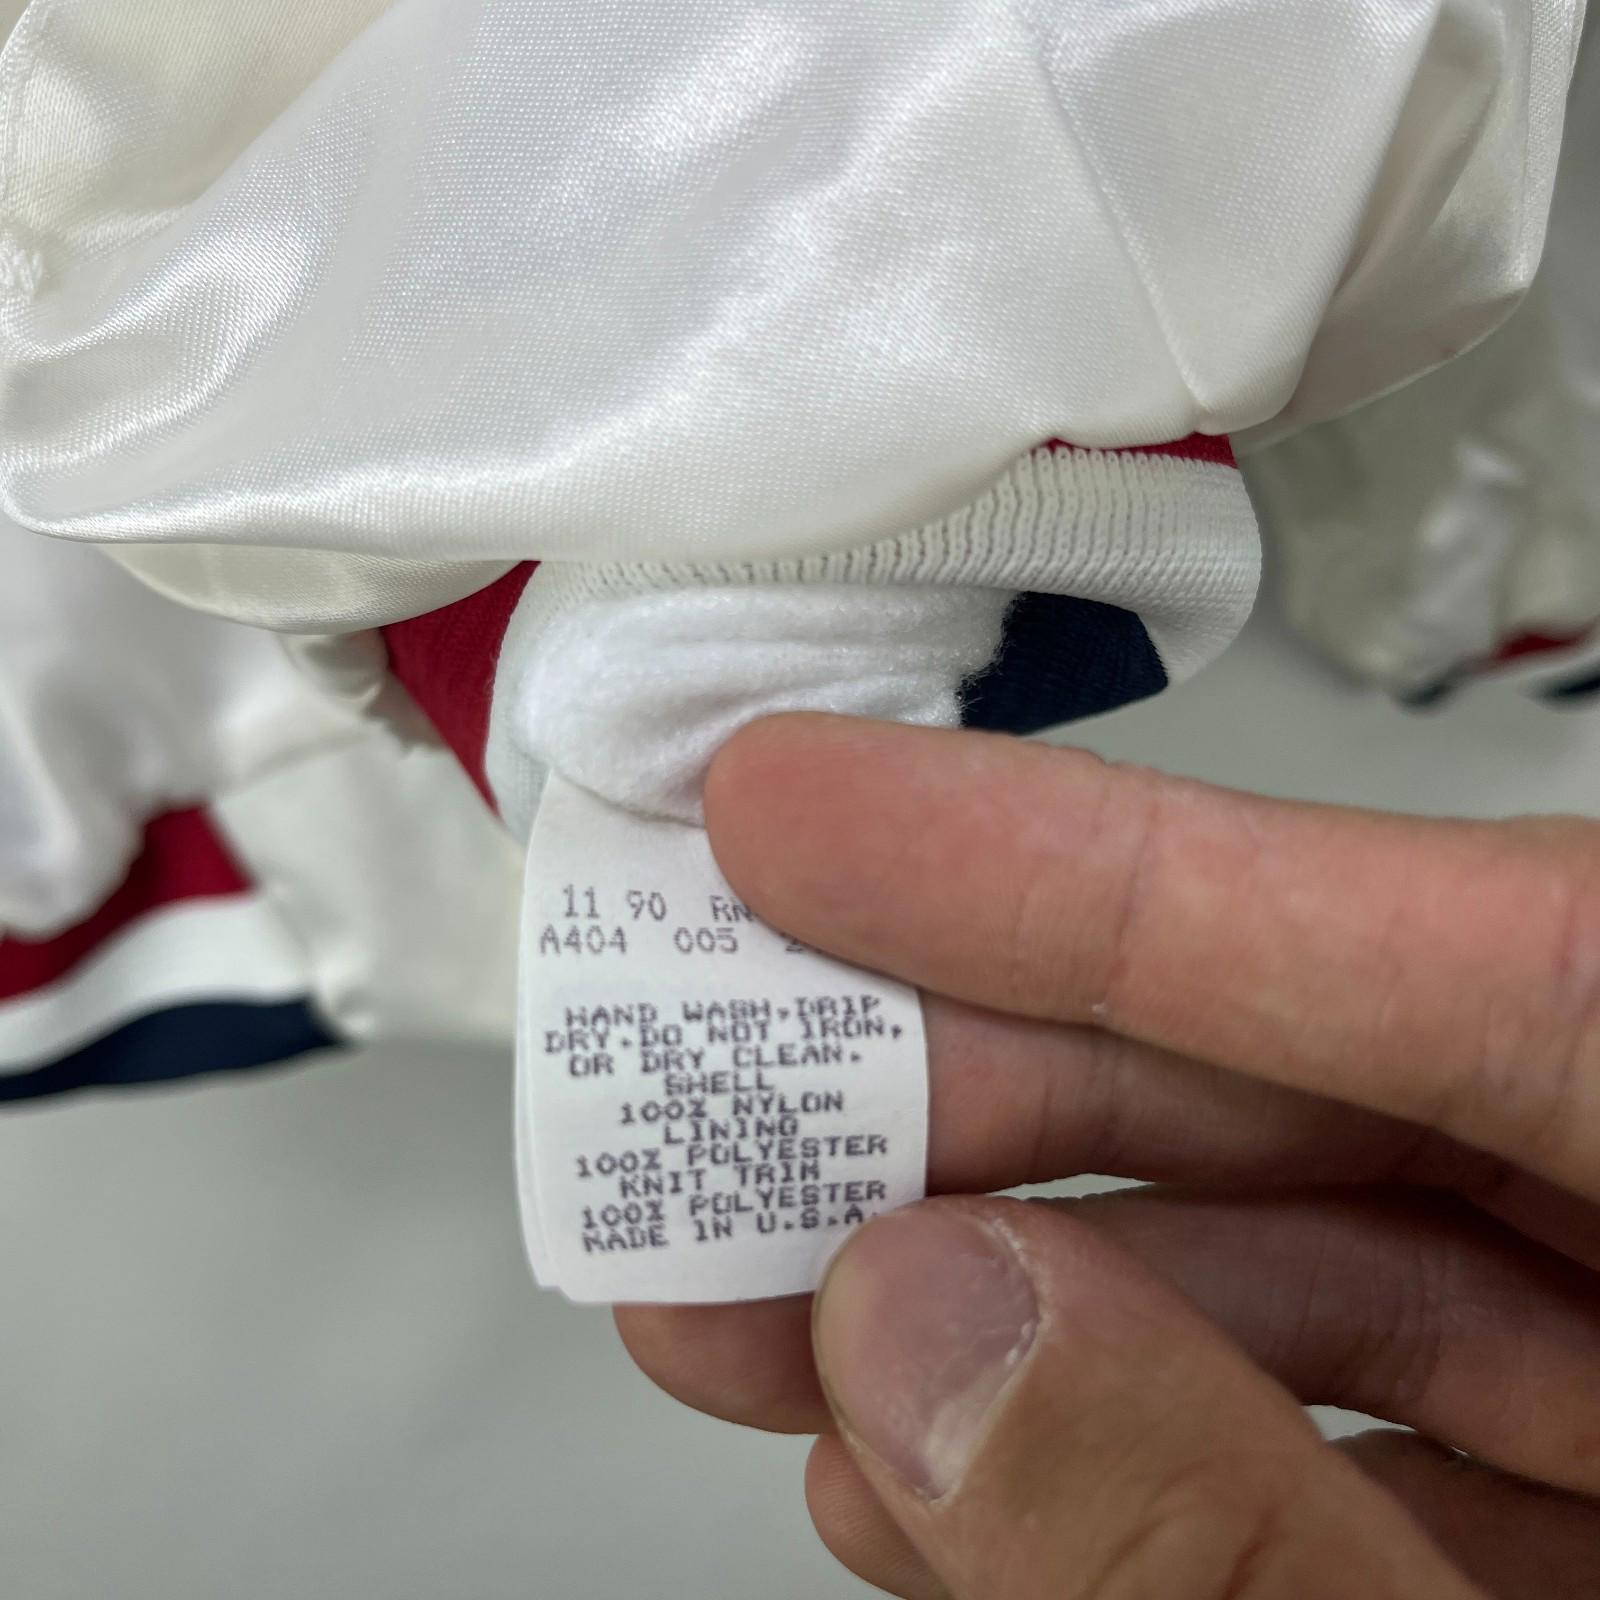 11 90 RN
A404 005
HAND WASH,DRIP
DRY.DO NOT IRON,
OR DRY CLEAN.
SHELL
100% NYLON
LINING
100% POLYESTER
KNIT TRIM
100% POLYESTER
MADE IN U.S.A.